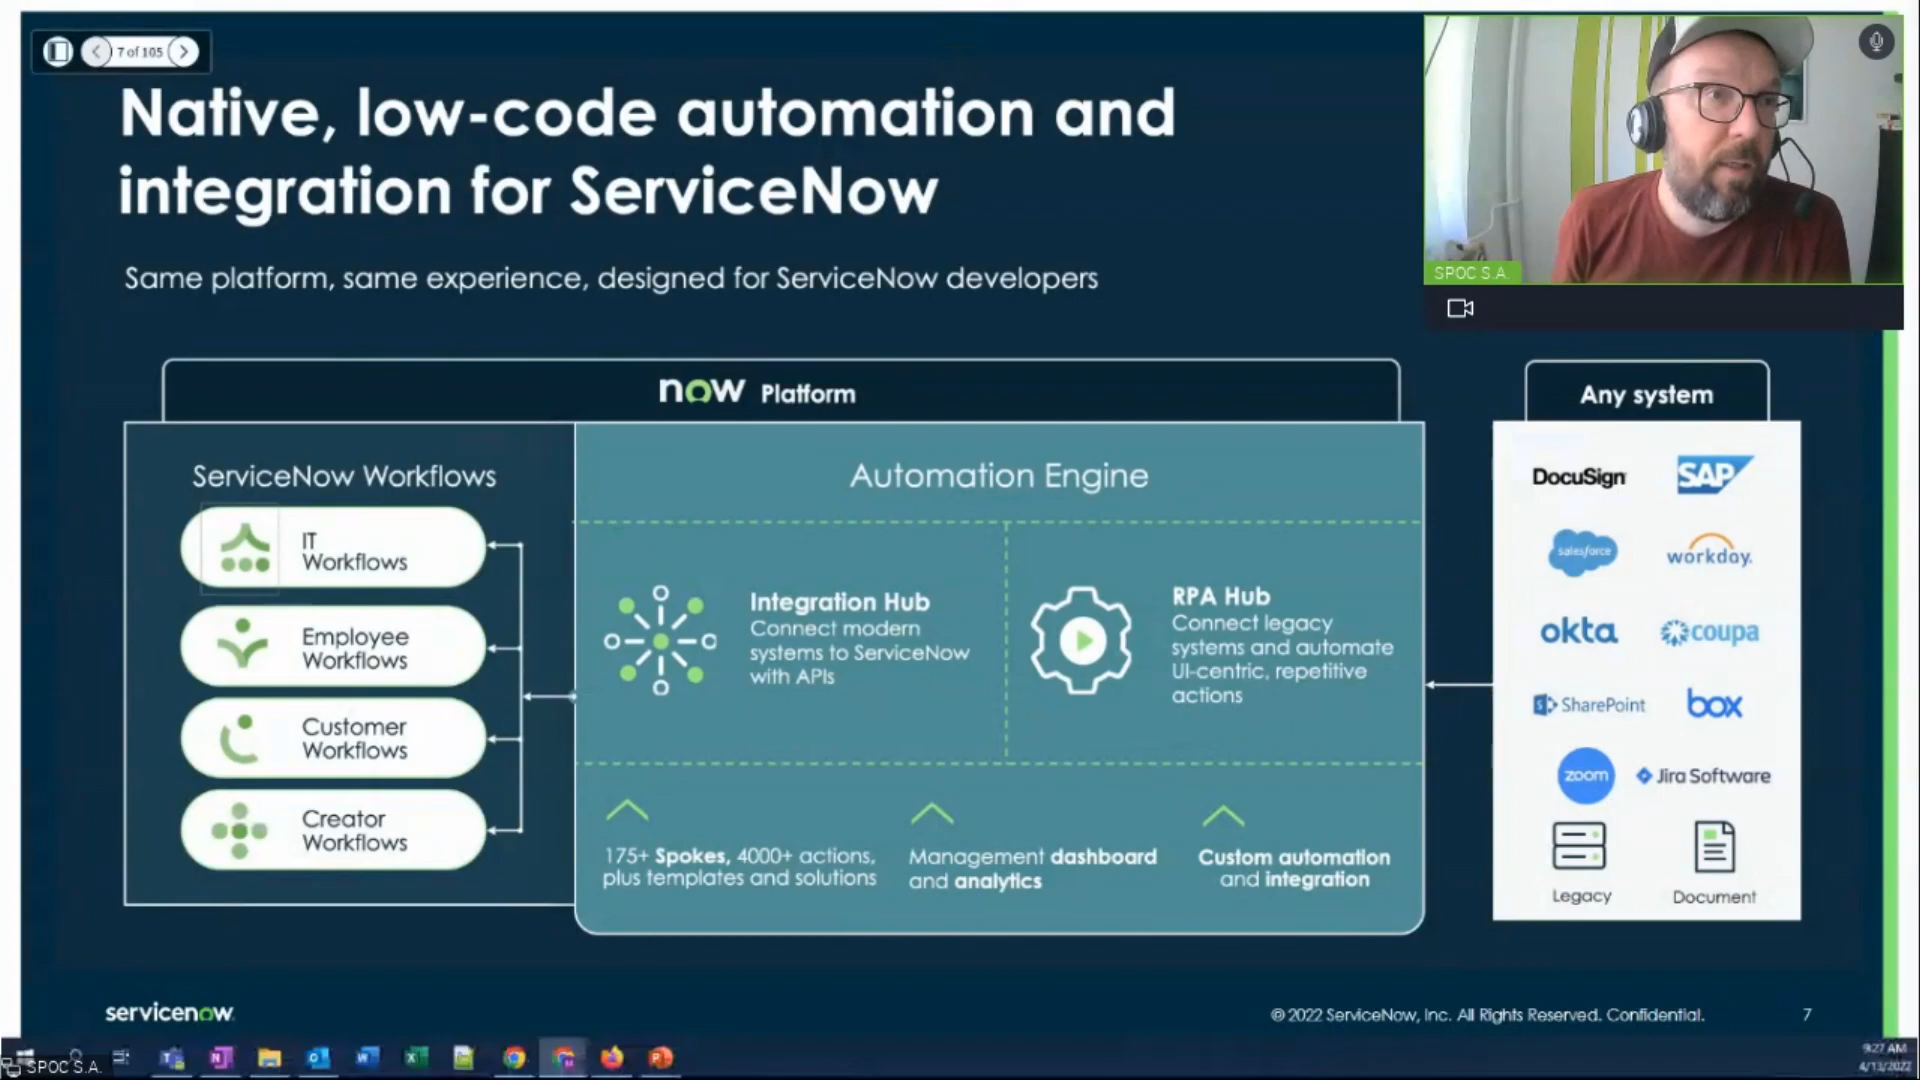 7 of 105
Native, low-code automation and
integration for ServiceNow
Same platform, same experience, designed for ServiceNow developers
SPOC S.A.
now Platform
Any system
ServiceNow Workflows
IT
Workflows
Employee
Workflows
Customer
Workflows
Creator
Workflows
Automation Engine
Integration Hub
Connect modern
systems to ServiceNow
with APIs
RPA Hub
Connect legacy
systems and automate
UI-centric, repetitive
actions
175+ Spokes, 4000+ actions,
plus templates and solutions
Management dashboard
and analytics
Custom automation
and integration
DocuSign
SAP
salesforce
workday.
okta
coupa
SharePoint
box
zoom
Jira Software
Legacy
Document
servicenow
© 2022 ServiceNow, Inc. All Rights Reserved. Confidential.
7
SPOC S.A.
9:27 AM
4/13/2022